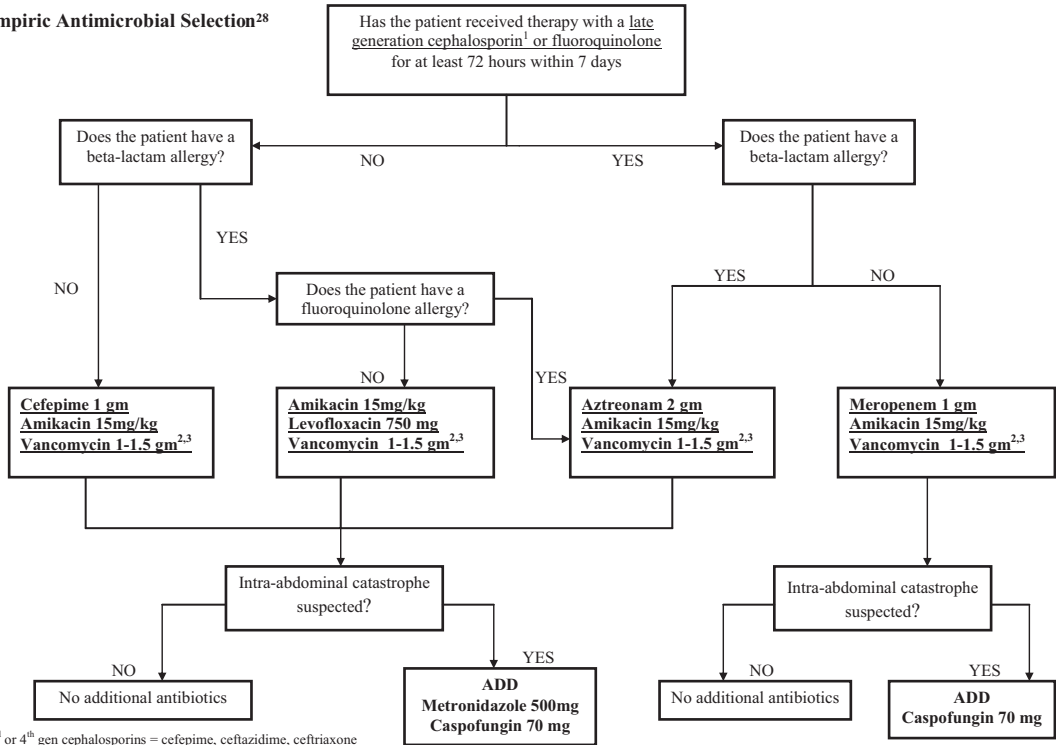 mpiric Antimicrobial Selection²⁸
Has the patient received therapy with a late
generation cephalosporin¹ or fluoroquinolone
for at least 72 hours within 7 days
Does the patient have a
beta-lactam allergy?
NO
YES
Does the patient have a
beta-lactam allergy?
YES
NO
Does the patient have a
fluoroquinolone allergy?
YES
NO
NO
YES
Cefepime 1 gm
Amikacin 15mg/kg
Vancomycin 1-1.5 gm²,³
Amikacin 15mg/kg
Levofloxacin 750 mg
Vancomycin 1-1.5 gm²,³
Aztreonam 2 gm
Amikacin 15mg/kg
Vancomycin 1-1.5 gm²,³
Meropenem 1 gm
Amikacin 15mg/kg
Vancomycin 1-1.5 gm²,³
Intra-abdominal catastrophe
suspected?
Intra-abdominal catastrophe
suspected?
NO
YES
NO
YES
No additional antibiotics
ADD
Metronidazole 500mg
Caspofungin 70 mg
No additional antibiotics
ADD
Caspofungin 70 mg
or 4ᵗʰ gen cephalosporins = cefepime, ceftazidime, ceftriaxone